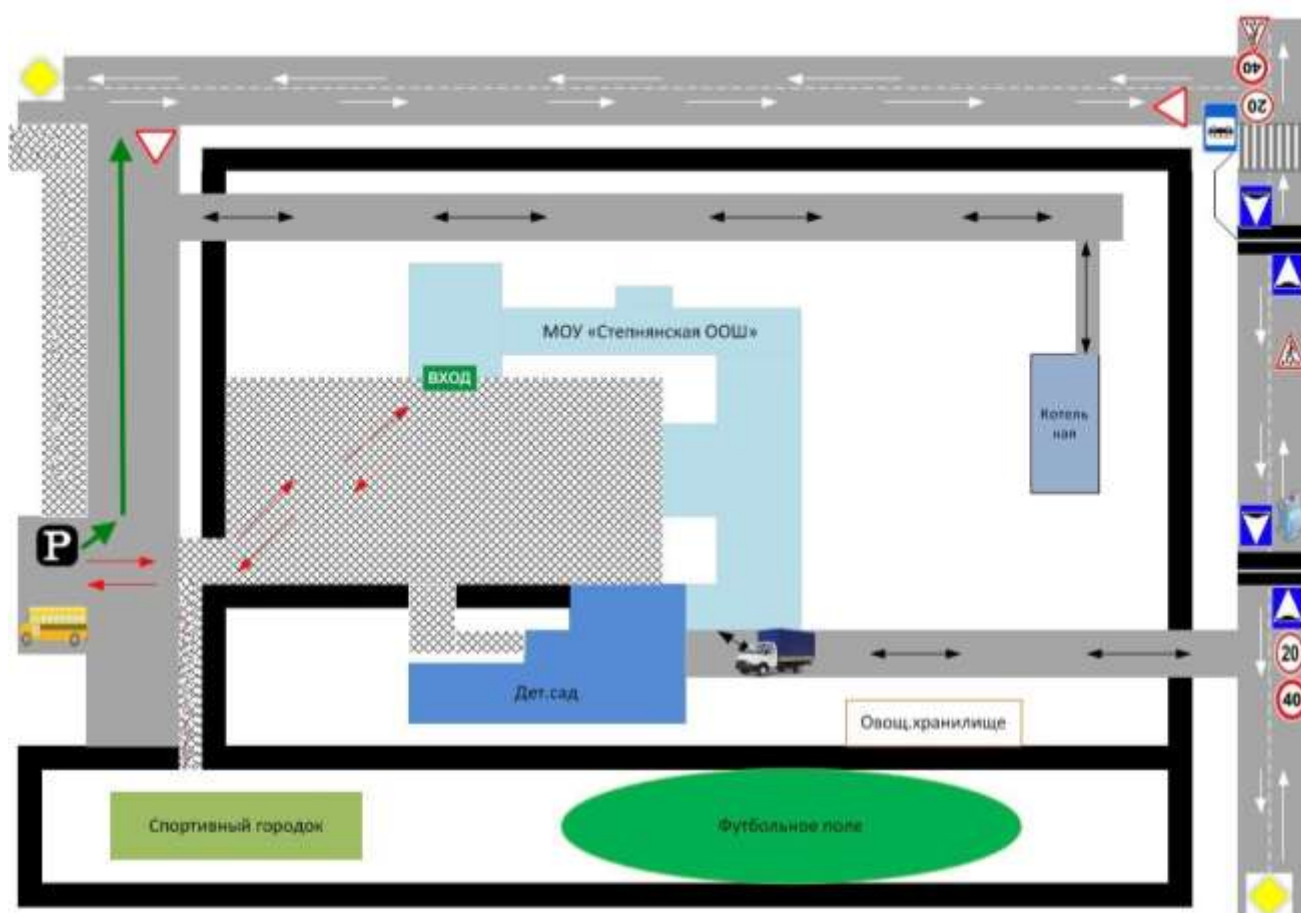 40
20
МОУ «Степнянская ООШ»
ВХОД
Котель
ная
P
20
40
Дет.сад
Овощ.хранилище
Спортивный городок
Футбольное поле